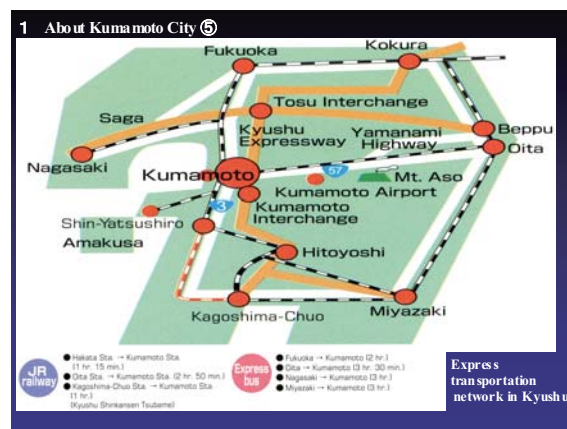 1 About Kumamoto City ⑤
Fukuoka
Kokura
Saga
Tosu Interchange
Kyushu
Expressway
Yamanami
Highway
Beppu
Oita
Nagasaki
Kumamoto
57
Mt. Aso
Kumamoto Airport
Kumamoto
Interchange
3
Shin-Yatsushiro
Amakusa
Hitoyoshi
Kagoshima-Chuo
Miyazaki
JR
railway
● Hakata Sta. → Kumamoto Sta.
(1 hr. 15 min.)
● Oita Sta. → Kumamoto Sta. (2 hr. 50 min.)
● Kagoshima-Chuo Sta. → Kumamoto Sta.
(1 hr.)
(Kyushu Shinkansen Tsubame)
Express
bus
● Fukuoka → Kumamoto (2 hr.)
● Oita → Kumamoto (3 hr. 30 min.)
● Nagasaki → Kumamoto (3 hr.)
● Miyazaki → Kumamoto (3 hr.)
Express
transportation
network in Kyushu